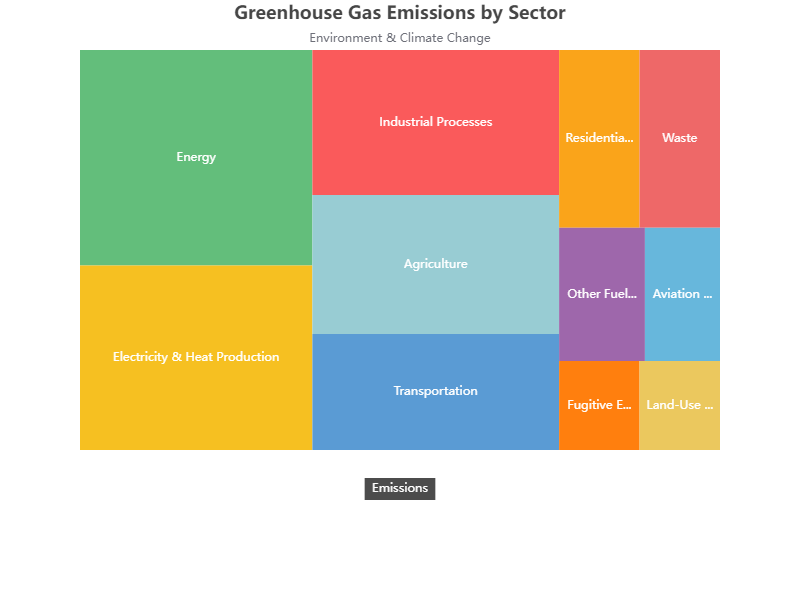 Greenhouse Gas Emissions by Sector
Environment & Climate Change
Energy
Electricity & Heat Production
Industrial Processes
Agriculture
Transportation
Residentia...
Waste
Other Fuel...
Aviation ...
Fugitive E...
Land-Use ...
Emissions